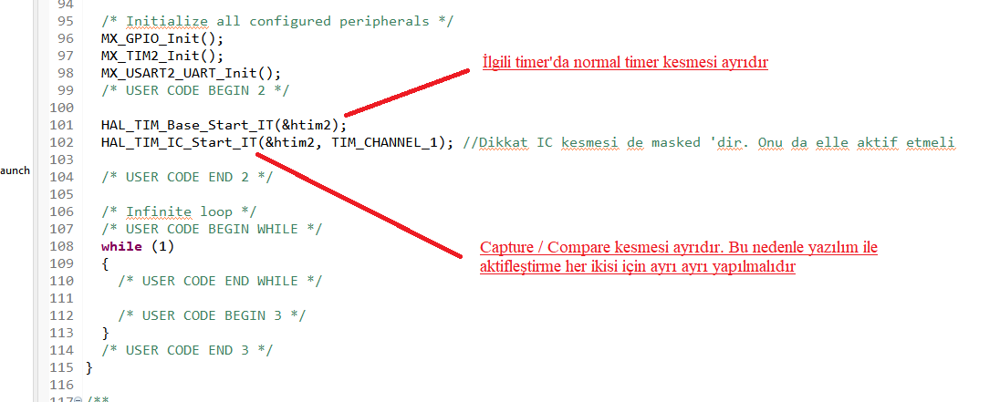 94
95 /* Initialize all configured peripherals */
96 MX_GPIO_Init();
97 MX_TIM2_Init();
98 MX_USART2_UART_Init();
99 /* USER CODE BEGIN 2 */
100
101 HAL_TIM_Base_Start_IT(&htim2);
102 HAL_TIM_IC_Start_IT(&htim2, TIM_CHANNEL_1); //Dikkat IC kesmesi de masked 'dir. Onu da elle aktif etmeli
103
104 /* USER CODE END 2 */
105
106 /* Infinite loop */
107 /* USER CODE BEGIN WHILE */
108 while (1)
109 {
110 /* USER CODE END WHILE */
111
112 /* USER CODE BEGIN 3 */
113 }
114 /* USER CODE END 3 */
115 }
116
117 /**
aunch
İlgili timer'da normal timer kesmesi ayrıdır
Capture / Compare kesmesi ayrıdır. Bu nedenle yazılım ile
aktifleştirme her ikisi için ayrı ayrı yapılmalıdır